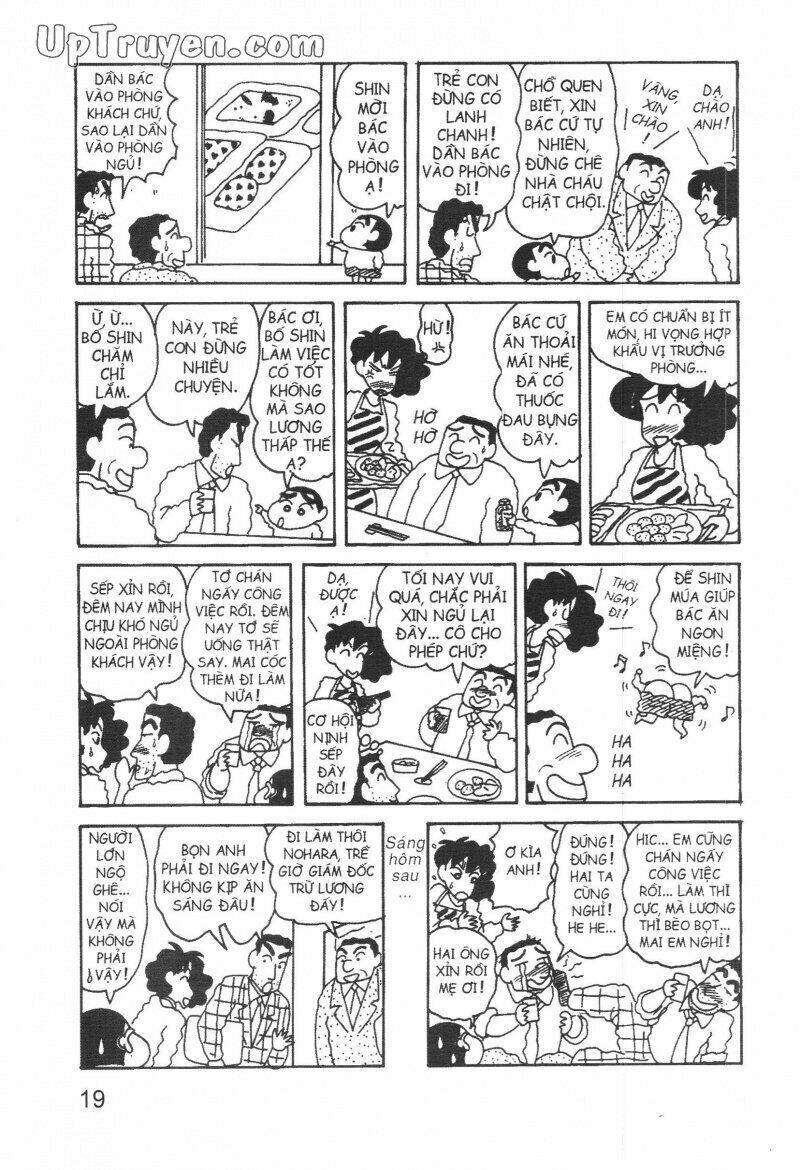 UpTruyen.com
DẠ,
CHÀO
ANH!
VÂNG,
XIN
CHÀO
!
CHỖ QUEN
BIẾT, XIN
BÁC CỨ TỰ
NHIÊN,
ĐỪNG CHÊ
NHÀ CHÁU
CHẬT CHỘI.
TRẺ CON
ĐỪNG CÓ
LANH
CHANH!
DẪN BÁC
VÀO PHÒNG
ĐI!
SHIN
MỜI
BÁC
VÀO
PHÒNG
Ạ!
DẪN BÁC
VÀO PHÒNG
KHÁCH CHỨ,
SAO LẠI DẪN
VÀO PHÒNG
NGỦ!
EM CÓ CHUẨN BỊ ÍT
MÓN, HI VỌNG HỢP
KHẨU VỊ TRƯỞNG
PHÒNG...
BÁC CỨ
ĂN THOẢI
MÁI NHÉ,
ĐÃ CÓ
THUỐC
ĐAU BỤNG
ĐÂY.
HỪ!
HỜ
HỜ
BÁC ƠI,
BỐ SHIN
LÀM VIỆC
CÓ TỐT
KHÔNG
MÀ SAO
LƯƠNG
THẤP THẾ
Ạ?
NÀY, TRẺ
CON ĐỪNG
NHIỀU
CHUYỆN.
Ừ, Ừ...
BỐ SHIN
CHĂM
CHỈ
LẮM.
ĐỂ SHIN
MÚA GIÚP
BÁC ĂN
NGON
MIỆNG!
THÔI
NGAY
ĐI!
HA
HA
HA
TỐI NAY VUI
QUÁ, CHẮC PHẢI
XIN NGỦ LẠI
ĐÂY... CÔ CHO
PHÉP CHỨ?
DẠ,
ĐƯỢC
Ạ!
CƠ HỘI
NỊNH
SẾP
ĐÂY
RỒI!
TỚ CHÁN
NGẤY CÔNG
VIỆC RỒI. ĐÊM
NAY TỚ SẼ
UỐNG THẬT
SAY. MAI CÓC
THÈM ĐI LÀM
NỮA!
SẾP XỈN RỒI,
ĐÊM NAY MÌNH
CHỊU KHÓ NGỦ
NGOÀI PHÒNG
KHÁCH VẬY!
HIC... EM CŨNG
CHÁN NGẤY
CÔNG VIỆC
RỒI... LÀM THÌ
CỰC, MÀ LƯƠNG
THÌ BÈO BỌT...
MAI EM NGHỈ!
ĐÚNG!
ĐÚNG!
HAI TA
CÙNG
NGHỈ!
HE HE...
Ơ KÌA
ANH!
HAI ÔNG
XỈN RỒI
MẸ ƠI!
Sáng
hôm
sau
...
ĐI LÀM THÔI
NOHARA, TRỄ
GIỜ GIÁM ĐỐC
TRỪ LƯƠNG
ĐẤY!
BỌN ANH
PHẢI ĐI NGAY!
KHÔNG KỊP ĂN
SÁNG ĐÂU!
NGƯỜI
LỚN
NGỘ
GHÊ...
NÓI
VẬY MÀ
KHÔNG
PHẢI
VẬY!
19